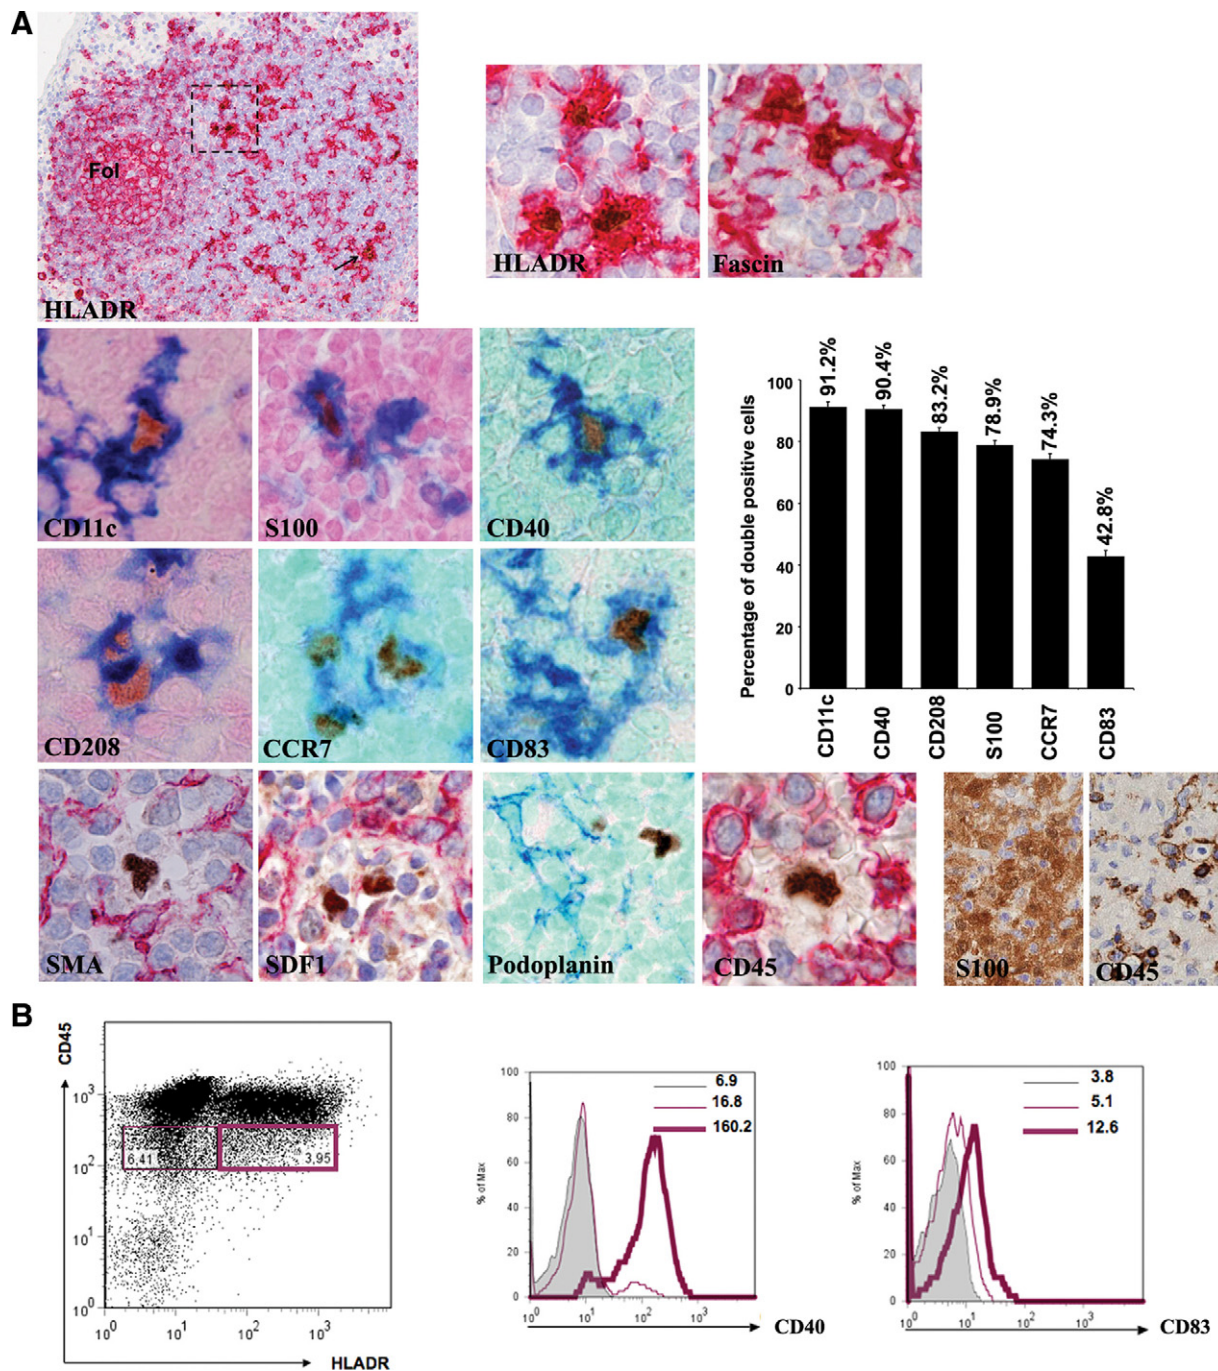 A
Fol
HLADR
HLADR
Fascin
CD11c
S100
CD40
CD208
CCR7
CD83
Percentage of double positive cells
100
80
60
40
20
0
91.2%
90.4%
83.2%
78.9%
74.3%
42.8%
CD11c
CD40
CD208
S100
CCR7
CD83
SMA
SDF1
Podoplanin
CD45
S100
CD45
B
CD45
10³
10²
10¹
10⁰
6,41
3,95
10⁰ 10¹ 10² 10³
HLADR
% of Max
100
80
60
40
20
0
6.9
16.8
160.2
10⁰ 10¹ 10² 10³
CD40
% of Max
100
80
60
40
20
0
3.8
5.1
12.6
10⁰ 10¹ 10² 10³
CD83